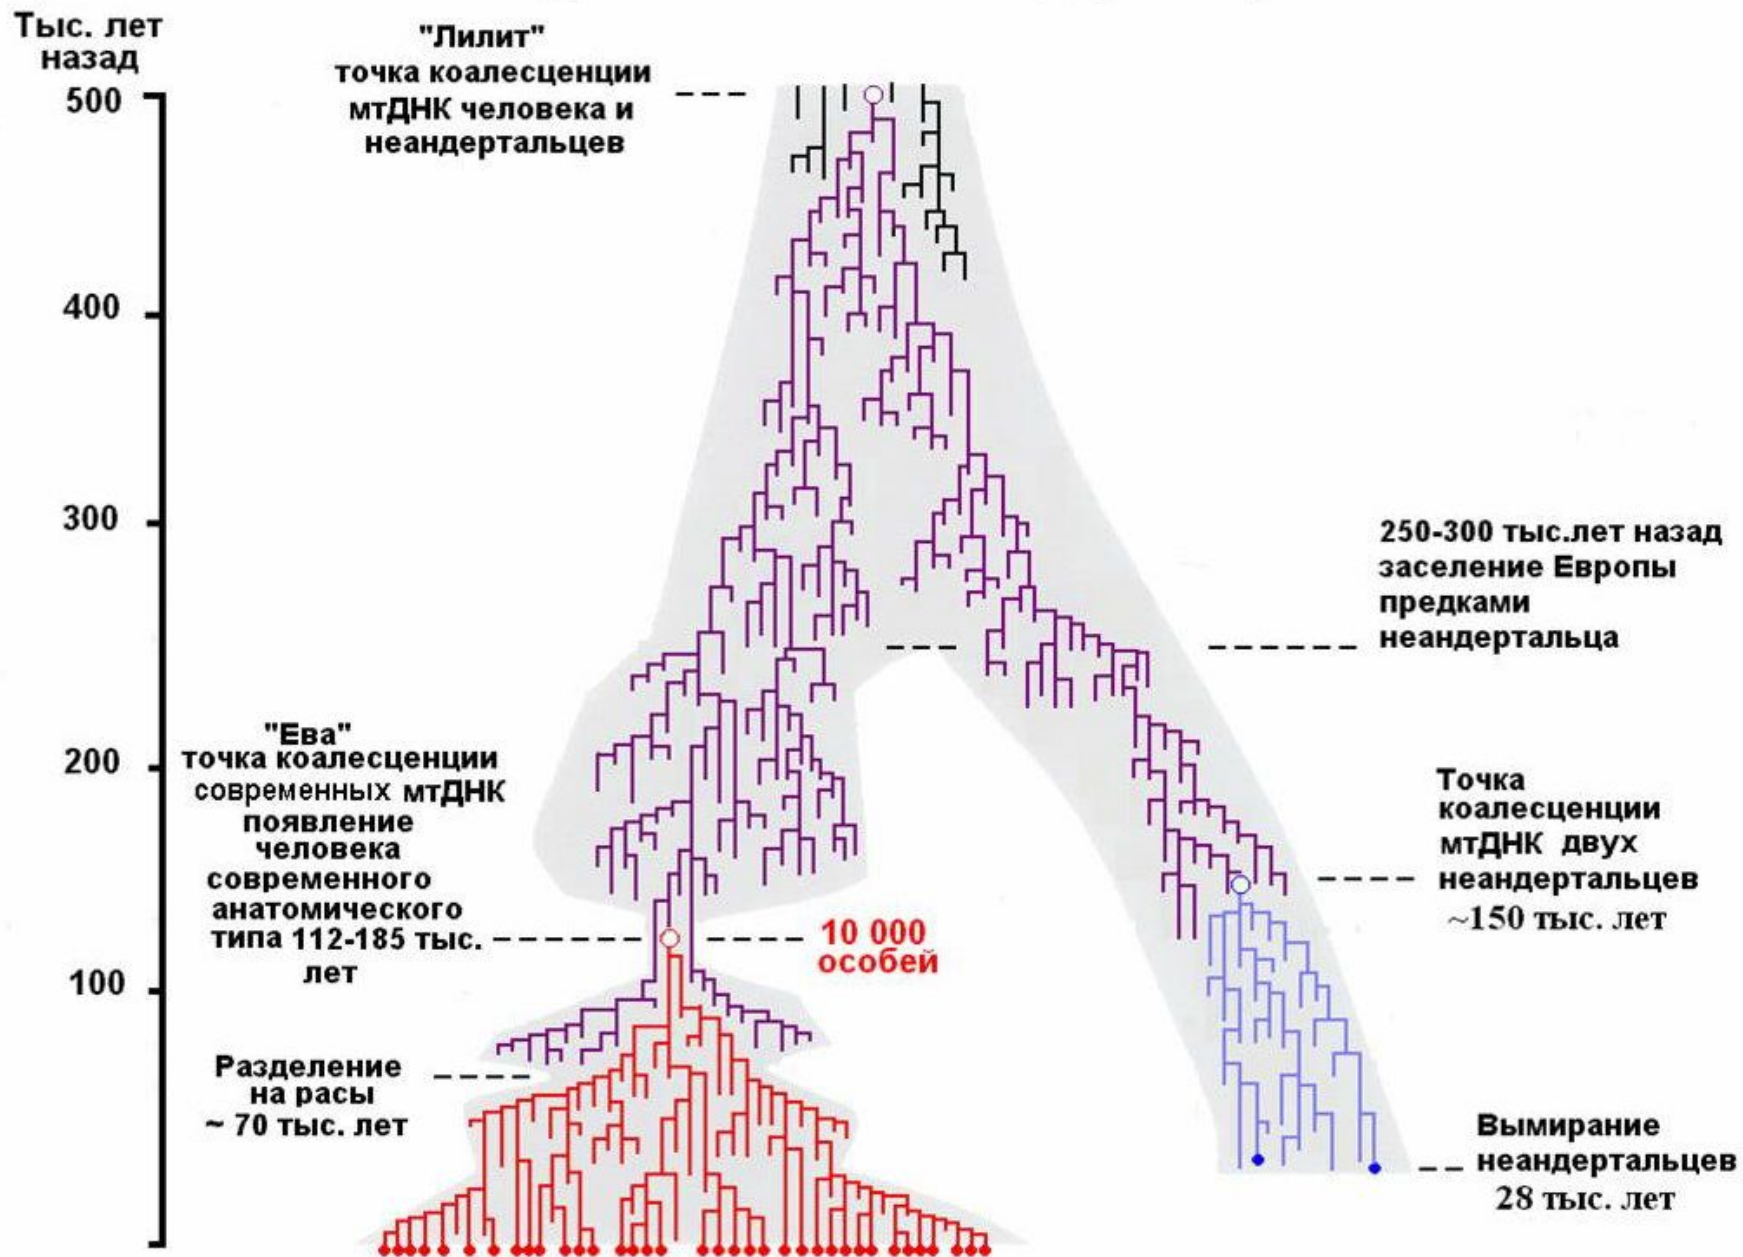 Тыс. лет
назад
500
400
300
200
100
"Лилит"
точка коалесценции
мтДНК человека и
неандертальцев
250-300 тыс.лет назад
заселение Европы
предками
неандертальца
"Ева"
точка коалесценции
современных мтДНК
появление
человека
современного
анатомического
типа 112-185 тыс.
лет
10 000
особей
Точка
коалесценции
мтДНК двух
неандертальцев
~150 тыс. лет
Разделение
на расы
~ 70 тыс. лет
Вымирание
неандертальцев
28 тыс. лет